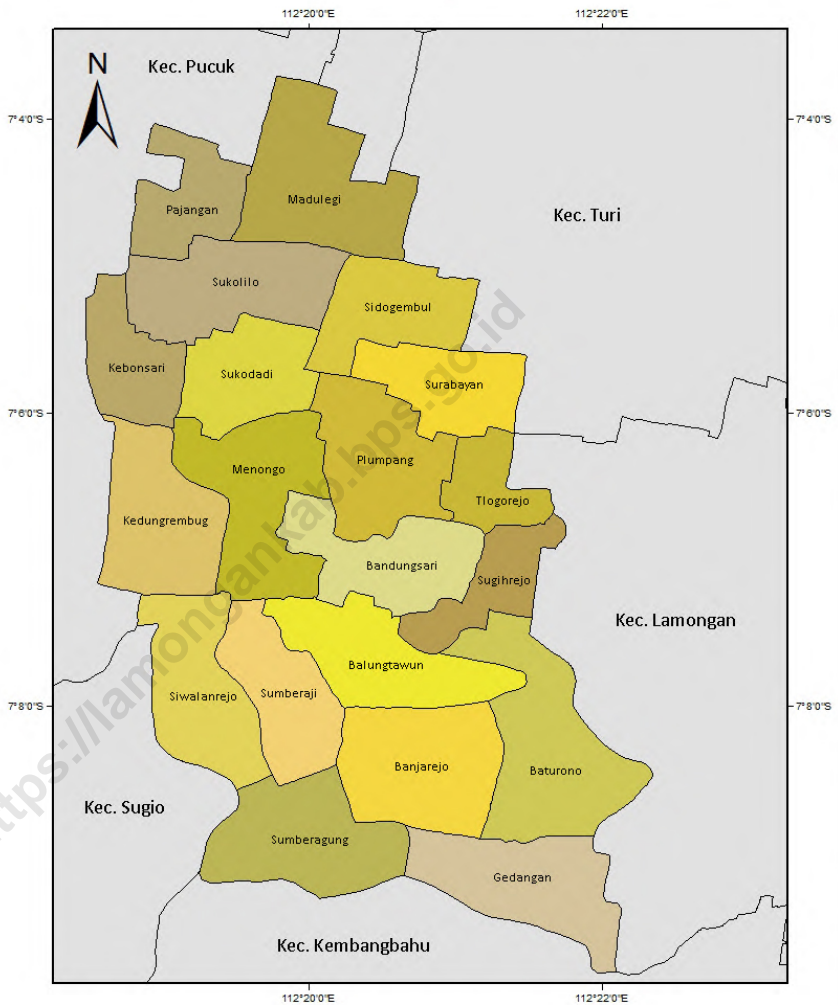 112°20'0"E
112°22'0"E
N
Kec. Pucuk
7°4'0"S
7°4'0"S
Madulegi
Pajangan
Kec. Turi
Sukolilo
Sidogembul
Kebonsari
Sukodadi
Surabayan
7°6'0"S
7°6'0"S
Menongo
Plumpang
Tlogorejo
Kedungrembug
Bandungsari
Sugihrejo
Kec. Lamongan
Balungtawun
Siwalanrejo
Sumberaji
7°8'0"S
7°8'0"S
Banjarejo
Baturono
Kec. Sugio
Sumberagung
Gedangan
Kec. Kembangbahu
112°20'0"E
112°22'0"E
https://lamongankab.bps.go.id